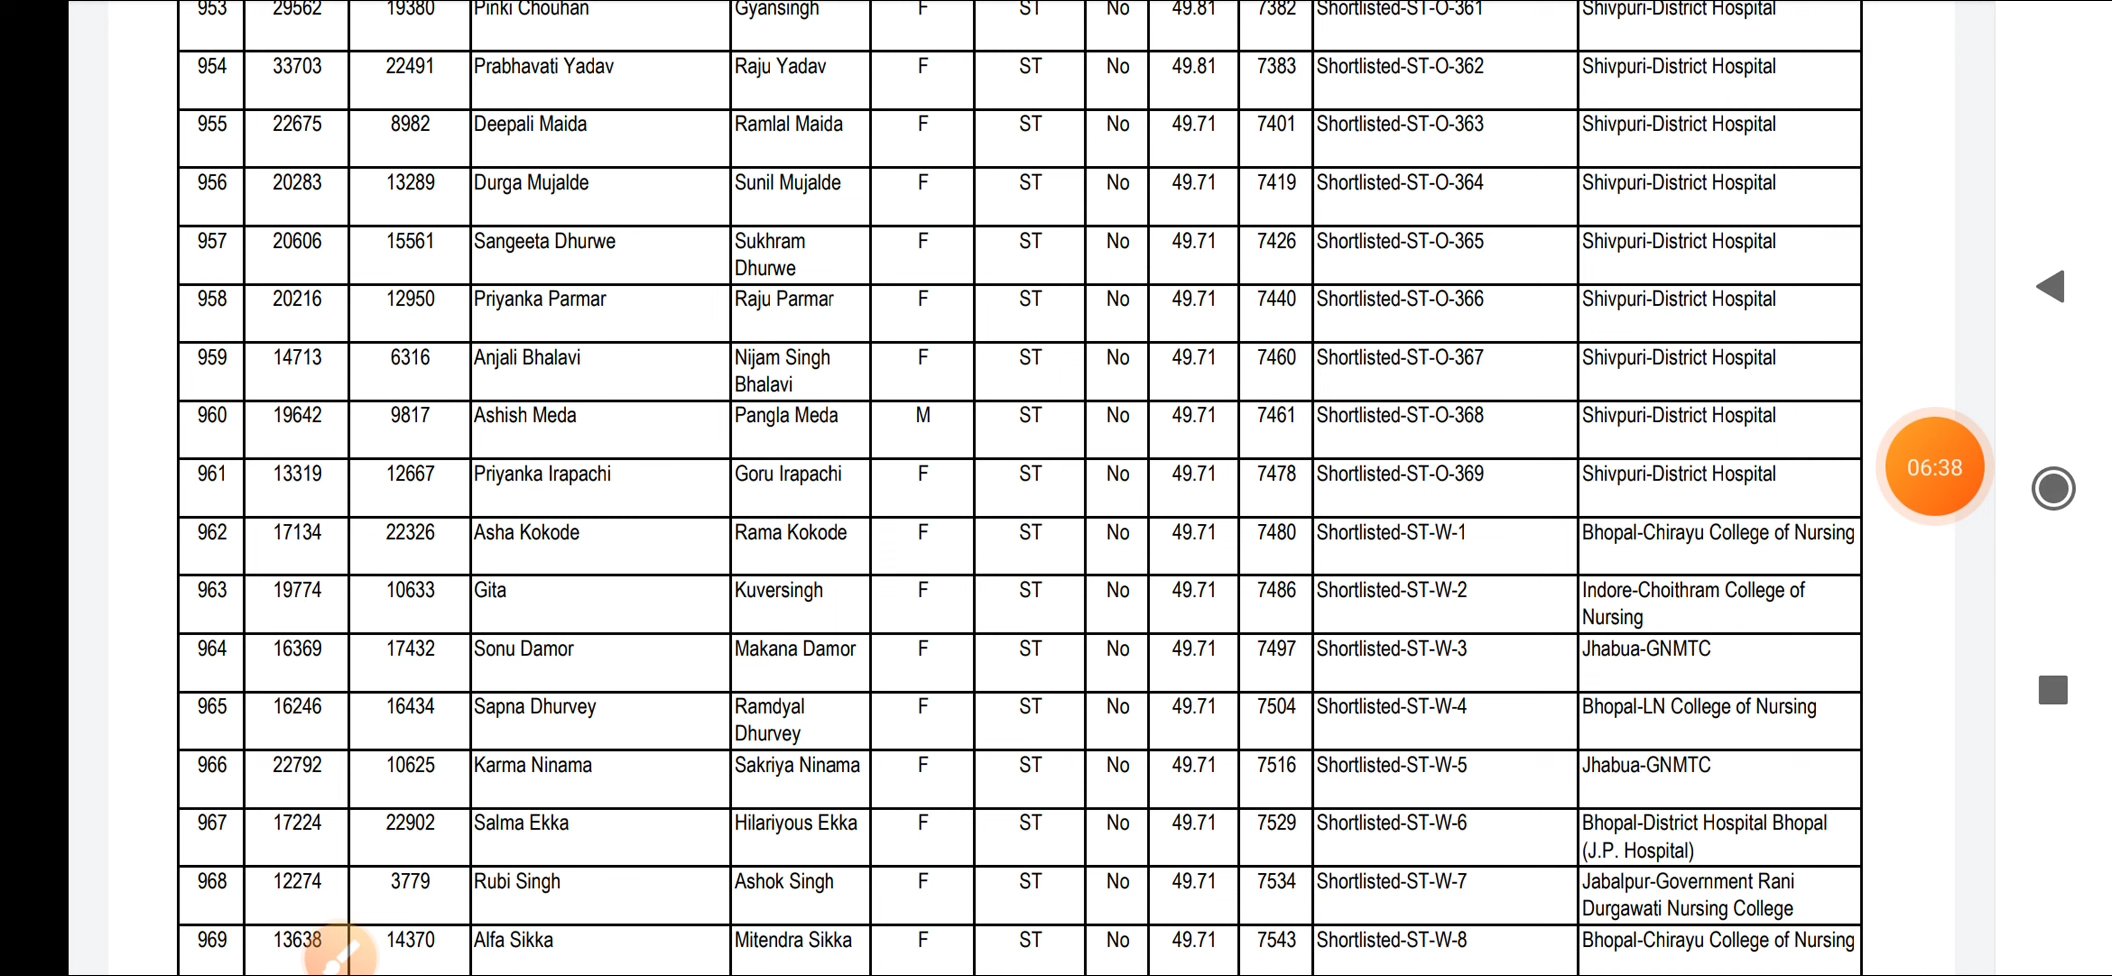 953 29562 19380 Pinki Chouhan Gyansingh F ST No 49.81 7382 Shortlisted-ST-O-361 Shivpuri-District Hospital
954 33703 22491 Prabhavati Yadav Raju Yadav F ST No 49.81 7383 Shortlisted-ST-O-362 Shivpuri-District Hospital
955 22675 8982 Deepali Maida Ramlal Maida F ST No 49.71 7401 Shortlisted-ST-O-363 Shivpuri-District Hospital
956 20283 13289 Durga Mujalde Sunil Mujalde F ST No 49.71 7419 Shortlisted-ST-O-364 Shivpuri-District Hospital
957 20606 15561 Sangeeta Dhurwe Sukhram F ST No 49.71 7426 Shortlisted-ST-O-365 Shivpuri-District Hospital
Dhurwe
958 20216 12950 Priyanka Parmar Raju Parmar F ST No 49.71 7440 Shortlisted-ST-O-366 Shivpuri-District Hospital
959 14713 6316 Anjali Bhalavi Nijam Singh F ST No 49.71 7460 Shortlisted-ST-O-367 Shivpuri-District Hospital
Bhalavi
960 19642 9817 Ashish Meda Pangla Meda M ST No 49.71 7461 Shortlisted-ST-O-368 Shivpuri-District Hospital
961 13319 12667 Priyanka Irapachi Goru Irapachi F ST No 49.71 7478 Shortlisted-ST-O-369 Shivpuri-District Hospital
06:38
962 17134 22326 Asha Kokode Rama Kokode F ST No 49.71 7480 Shortlisted-ST-W-1 Bhopal-Chirayu College of Nursing
963 19774 10633 Gita Kuversingh F ST No 49.71 7486 Shortlisted-ST-W-2 Indore-Choithram College of
Nursing
964 16369 17432 Sonu Damor Makana Damor F ST No 49.71 7497 Shortlisted-ST-W-3 Jhabua-GNMTC
965 16246 16434 Sapna Dhurvey Ramdyal F ST No 49.71 7504 Shortlisted-ST-W-4 Bhopal-LN College of Nursing
Dhurvey
966 22792 10625 Karma Ninama Sakriya Ninama F ST No 49.71 7516 Shortlisted-ST-W-5 Jhabua-GNMTC
967 17224 22902 Salma Ekka Hilariyous Ekka F ST No 49.71 7529 Shortlisted-ST-W-6 Bhopal-District Hospital Bhopal
(J.P. Hospital)
968 12274 3779 Rubi Singh Ashok Singh F ST No 49.71 7534 Shortlisted-ST-W-7 Jabalpur-Government Rani
Durgawati Nursing College
969 13638 14370 Alfa Sikka Mitendra Sikka F ST No 49.71 7543 Shortlisted-ST-W-8 Bhopal-Chirayu College of Nursing